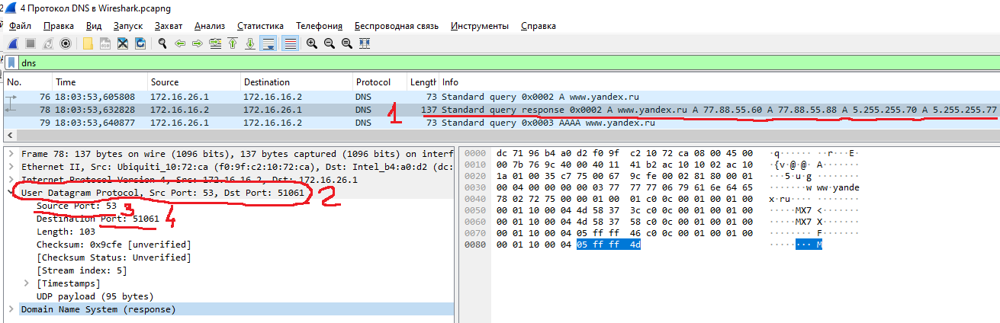 4 Протокол DNS в Wireshark.pcapng
Файл Правка Вид Запуск Захват Анализ Статистика Телефония Беспроводная связь Инструменты Справка
dns
No. Time Source Destination Protocol Length Info
76 18:03:53,605808 172.16.26.1 172.16.16.2 DNS 73 Standard query 0x0002 A www.yandex.ru
78 18:03:53,632828 172.16.16.2 172.16.26.1 DNS 1 137 Standard query response 0x0002 A www.yandex.ru A 77.88.55.60 A 77.88.55.88 A 5.255.255.70 A 5.255.255.77
79 18:03:53,640877 172.16.26.1 172.16.16.2 DNS 73 Standard query 0x0003 AAAA www.yandex.ru
Frame 78: 137 bytes on wire (1096 bits), 137 bytes captured (1096 bits) on interf
Ethernet II, Src: Ubiquiti_10:72:ca (f0:9f:c2:10:72:ca), Dst: Intel_b4:a0:d2 (dc:
Internet Protocol Version 4, Src: 172.16.16.2, Dst: 172.16.26.1
User Datagram Protocol, Src Port: 53, Dst Port: 51061 2
Source Port: 53 3
Destination Port: 51061 4
Length: 103
Checksum: 0x9cfe [unverified]
[Checksum Status: Unverified]
[Stream index: 5]
[Timestamps]
UDP payload (95 bytes)
Domain Name System (response)
0000 dc 71 96 b4 a0 d2 f0 9f c2 10 72 ca 08 00 45 00 ·q········r···E·
0010 00 7b 76 9c 40 00 40 11 41 b2 ac 10 10 02 ac 10 ·{v·@·@·A·······
0020 1a 01 00 35 c7 75 00 67 9c fe 00 02 81 80 00 01 ···5·u·g········
0030 00 04 00 00 00 00 03 77 77 77 06 79 61 6e 64 65 ·······www·yande
0040 78 02 72 75 00 00 01 00 01 c0 0c 00 01 00 01 00 x·ru············
0050 00 01 10 00 04 4d 58 37 3c c0 0c 00 01 00 01 00 ·····MX7<·······
0060 00 01 10 00 04 4d 58 37 58 c0 0c 00 01 00 01 00 ·····MX7X·······
0070 00 01 10 00 04 05 ff ff 46 c0 0c 00 01 00 01 00 ········F·······
0080 00 01 10 00 04 05 ff ff 4d ········M